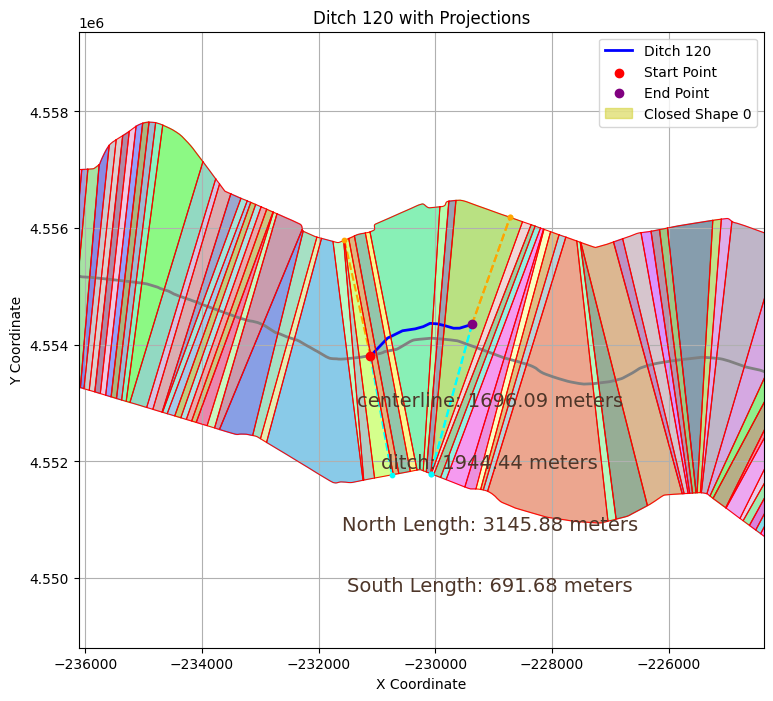 Ditch 120 with Projections
1e6
Ditch 120
Start Point
End Point
Closed Shape 0
4.558
4.556
4.554
4.552
4.550
Y Coordinate
centerline: 1696.09 meters
ditch: 1944.44 meters
North Length: 3145.88 meters
South Length: 691.68 meters
−236000 −234000 −232000 −230000 −228000 −226000
X Coordinate